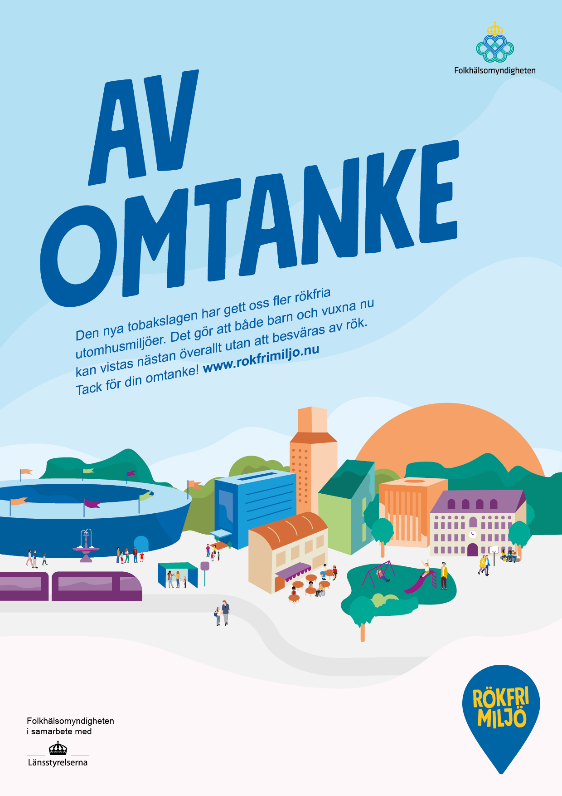 Folkhälsomyndigheten
AV
OMTANKE
Den nya tobakslagen har gett oss fler rökfria
utomhusmiljöer. Det gör att både barn och vuxna nu
kan vistas nästan överallt utan att besväras av rök.
Tack för din omtanke! www.rokfrimiljo.nu
RÖKFRI
MILJÖ
Folkhälsomyndigheten
i samarbete med
Länsstyrelserna